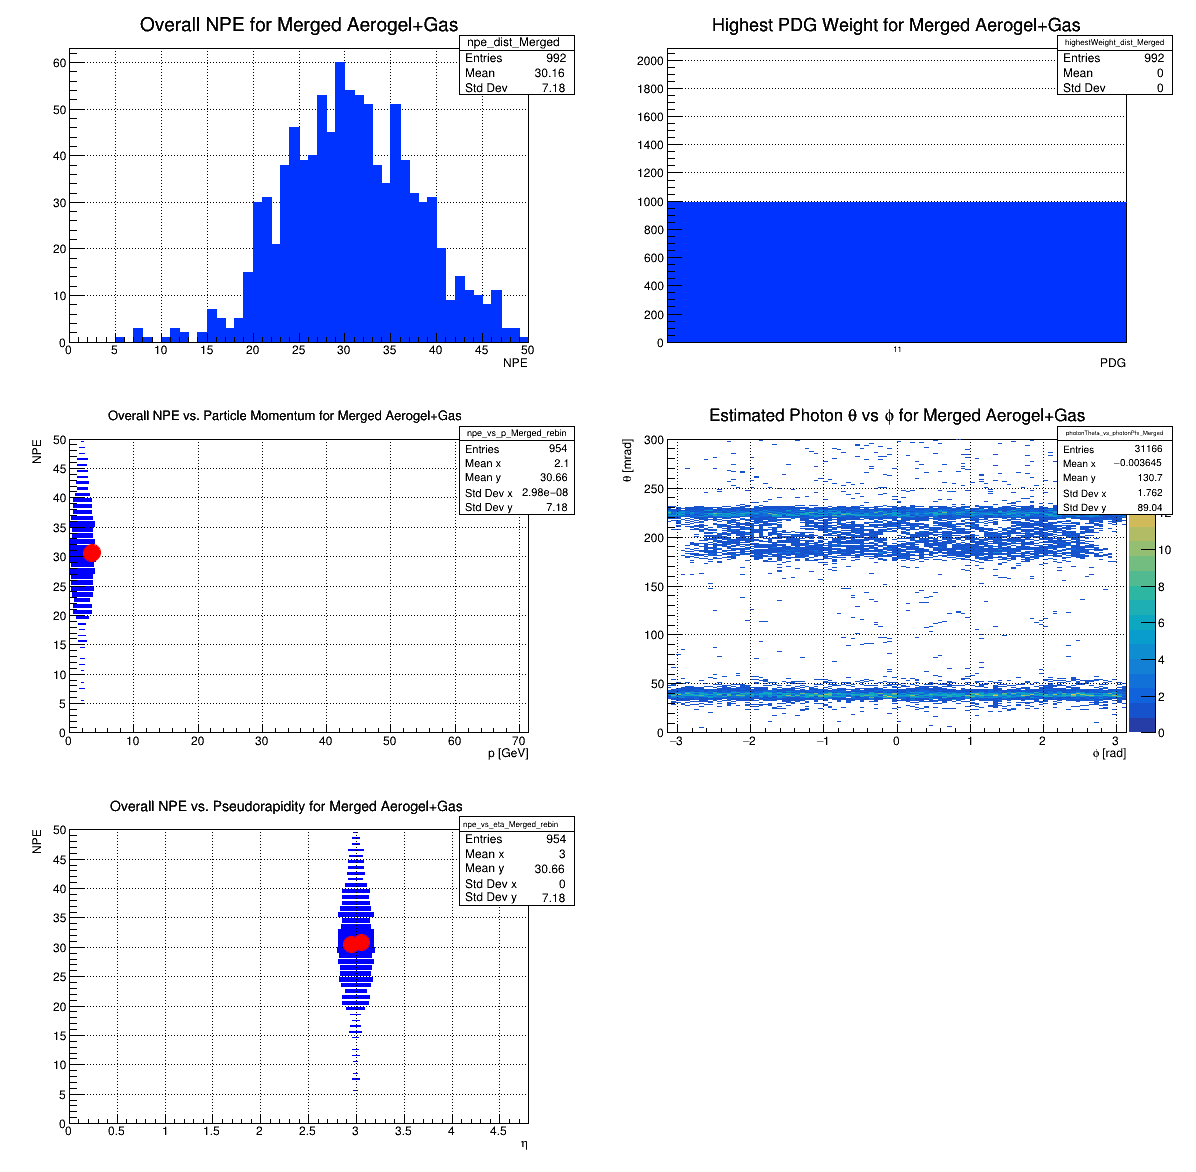 Overall NPE for Merged Aerogel+Gas
npe_dist_Merged
Entries 992
Mean 30.16
Std Dev 7.18
60
50
40
30
20
10
0
0 5 10 15 20 25 30 35 40 45 50
NPE
Highest PDG Weight for Merged Aerogel+Gas
highestWeight_dist_Merged
Entries 992
Mean 0
Std Dev 0
2000
1800
1600
1400
1200
1000
800
600
400
200
0
11
PDG
Overall NPE vs. Particle Momentum for Merged Aerogel+Gas
npe_vs_p_Merged_rebin
Entries 954
Mean x 2.1
Mean y 30.66
Std Dev x 2.98e−08
Std Dev y 7.18
NPE
50
45
40
35
30
25
20
15
10
5
0
0 10 20 30 40 50 60 70
p [GeV]
Estimated Photon θ vs ϕ for Merged Aerogel+Gas
photonTheta_vs_photonPhi_Merged
Entries 31166
Mean x −0.003645
Mean y 130.7
Std Dev x 1.762
Std Dev y 89.04
θ [mrad]
300
250
200
150
100
50
0
−3 −2 −1 0 1 2 3
ϕ [rad]
12
10
8
6
4
2
0
Overall NPE vs. Pseudorapidity for Merged Aerogel+Gas
npe_vs_eta_Merged_rebin
Entries 954
Mean x 3
Mean y 30.66
Std Dev x 0
Std Dev y 7.18
NPE
50
45
40
35
30
25
20
15
10
5
0
0 0.5 1 1.5 2 2.5 3 3.5 4 4.5
η